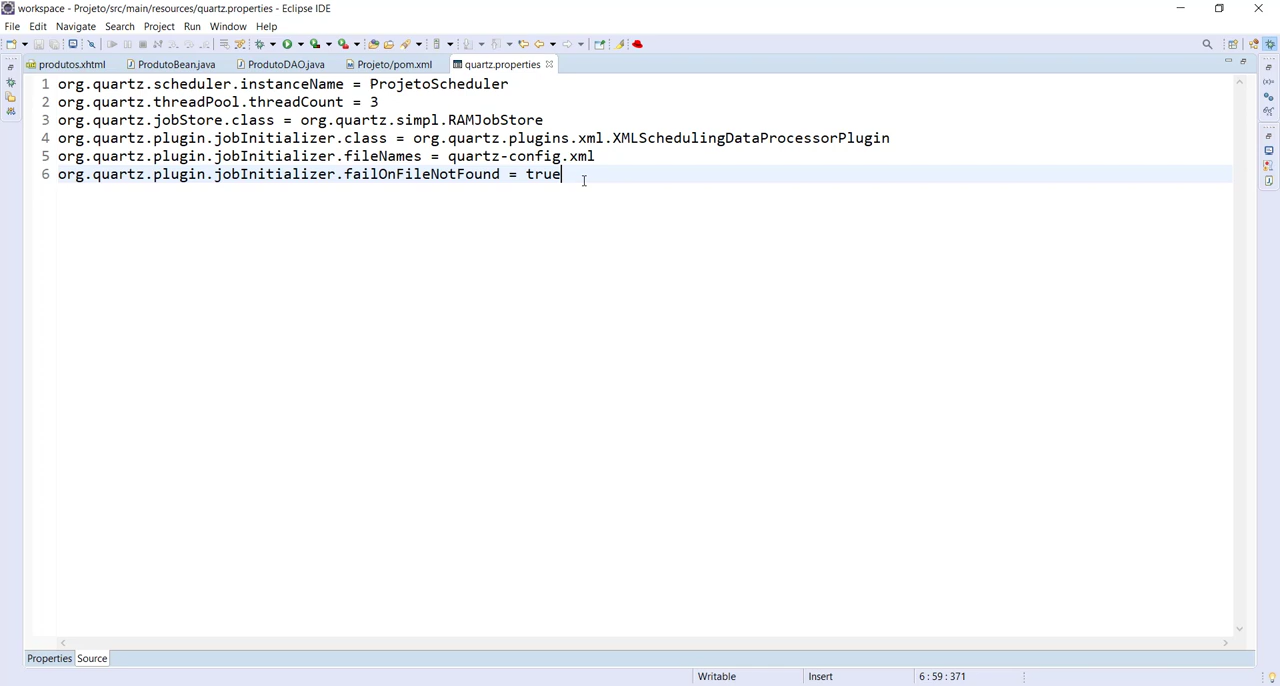 workspace - Projeto/src/main/resources/quartz.properties - Eclipse IDE
File Edit Navigate Search Project Run Window Help
produtos.xhtml ProdutoBean.java ProdutoDAO.java Projeto/pom.xml quartz.properties
1 org.quartz.scheduler.instanceName = ProjetoScheduler
2 org.quartz.threadPool.threadCount = 3
3 org.quartz.jobStore.class = org.quartz.simpl.RAMJobStore
4 org.quartz.plugin.jobInitializer.class = org.quartz.plugins.xml.XMLSchedulingDataProcessorPlugin
5 org.quartz.plugin.jobInitializer.fileNames = quartz-config.xml
6 org.quartz.plugin.jobInitializer.failOnFileNotFound = true
Properties Source
Writable Insert 6 : 59 : 371